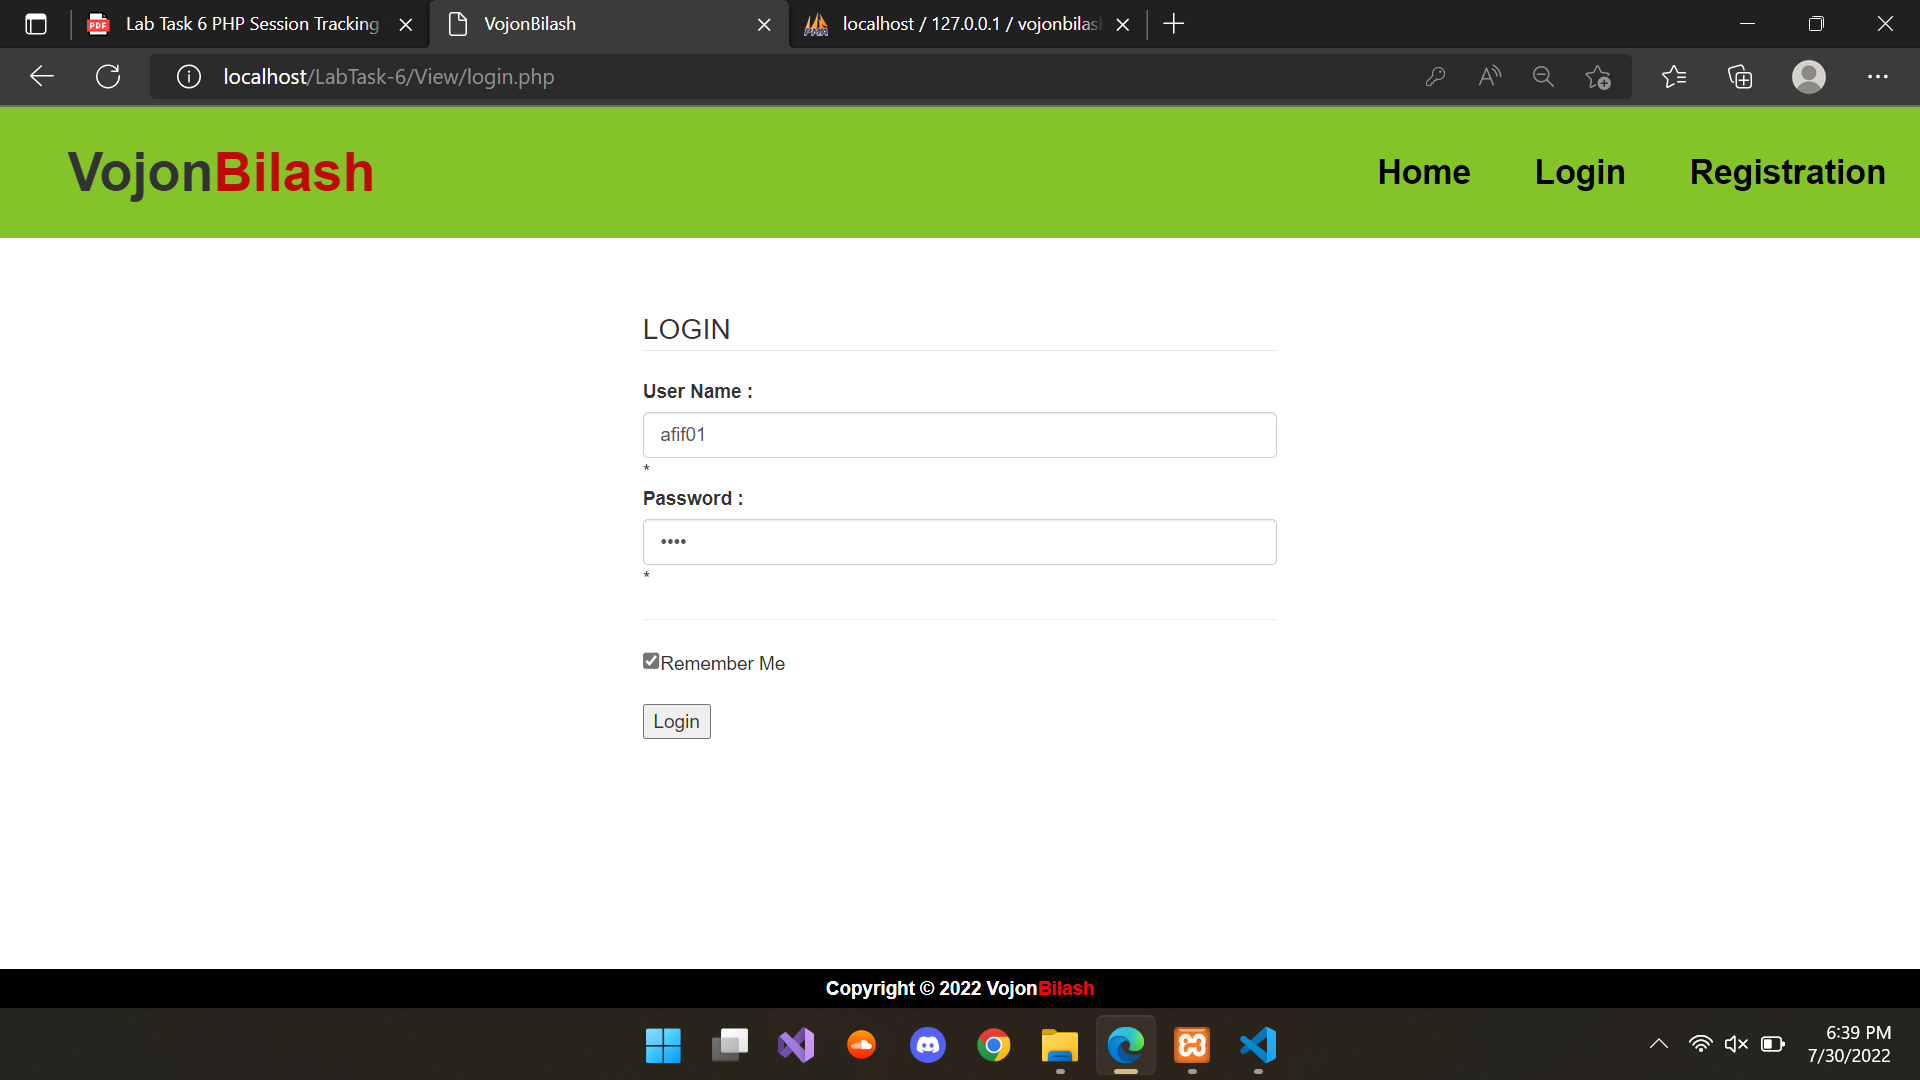 Lab Task 6 PHP Session Tracking
VojonBilash
localhost / 127.0.0.1 / vojonbilash
localhost/LabTask-6/View/login.php
VojonBilash
Home
Login
Registration
LOGIN
User Name :
afif01
*
Password :
••••
*
Remember Me
Login
Copyright © 2022 VojonBilash
6:39 PM
7/30/2022